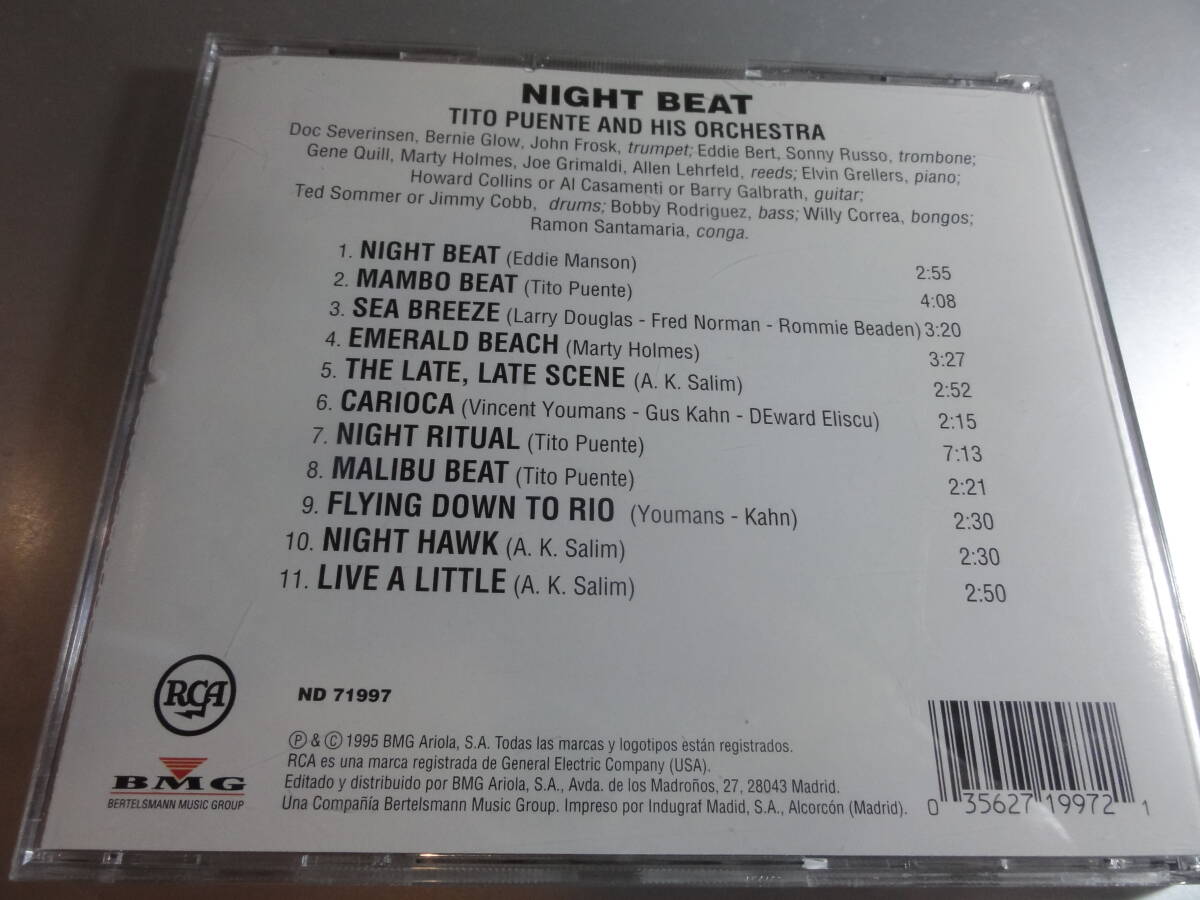 NIGHT BEAT
TITO PUENTE AND HIS ORCHESTRA
Doc Severinsen, Bernie Glow, John Frosk, trumpet; Eddie Bert, Sonny Russo, trombone;
Gene Quill, Marty Holmes, Joe Grimaldi, Allen Lehrfeld, reeds; Elvin Grellers, piano;
Howard Collins or Al Casamenti or Barry Galbrath, guitar;
Ted Sommer or Jimmy Cobb, drums; Bobby Rodriguez, bass; Willy Correa, bongos;
Ramon Santamaria, conga.
1. NIGHT BEAT (Eddie Manson) 2:55
2. MAMBO BEAT (Tito Puente) 4:08
3. SEA BREEZE (Larry Douglas - Fred Norman - Rommie Beaden) 3:20
4. EMERALD BEACH (Marty Holmes) 3:27
5. THE LATE, LATE SCENE (A. K. Salim) 2:52
6. CARIOCA (Vincent Youmans - Gus Kahn - DEward Eliscu) 2:15
7. NIGHT RITUAL (Tito Puente) 7:13
8. MALIBU BEAT (Tito Puente) 2:21
9. FLYING DOWN TO RIO (Youmans - Kahn) 2:30
10. NIGHT HAWK (A. K. Salim) 2:30
11. LIVE A LITTLE (A. K. Salim) 2:50
RCA
ND 71997
BMG
BERTELSMANN MUSIC GROUP
Ⓟ & Ⓒ 1995 BMG Ariola, S.A. Todas las marcas y logotipos están registrados.
RCA es una marca registrada de General Electric Company (USA).
Editado y distribuido por BMG Ariola, S.A., Avda. de los Madroños, 27, 28043 Madrid.
Una Compañía Bertelsmann Music Group. Impreso por Indugraf Madid, S.A., Alcorcón (Madrid).
0 35627 19972 1